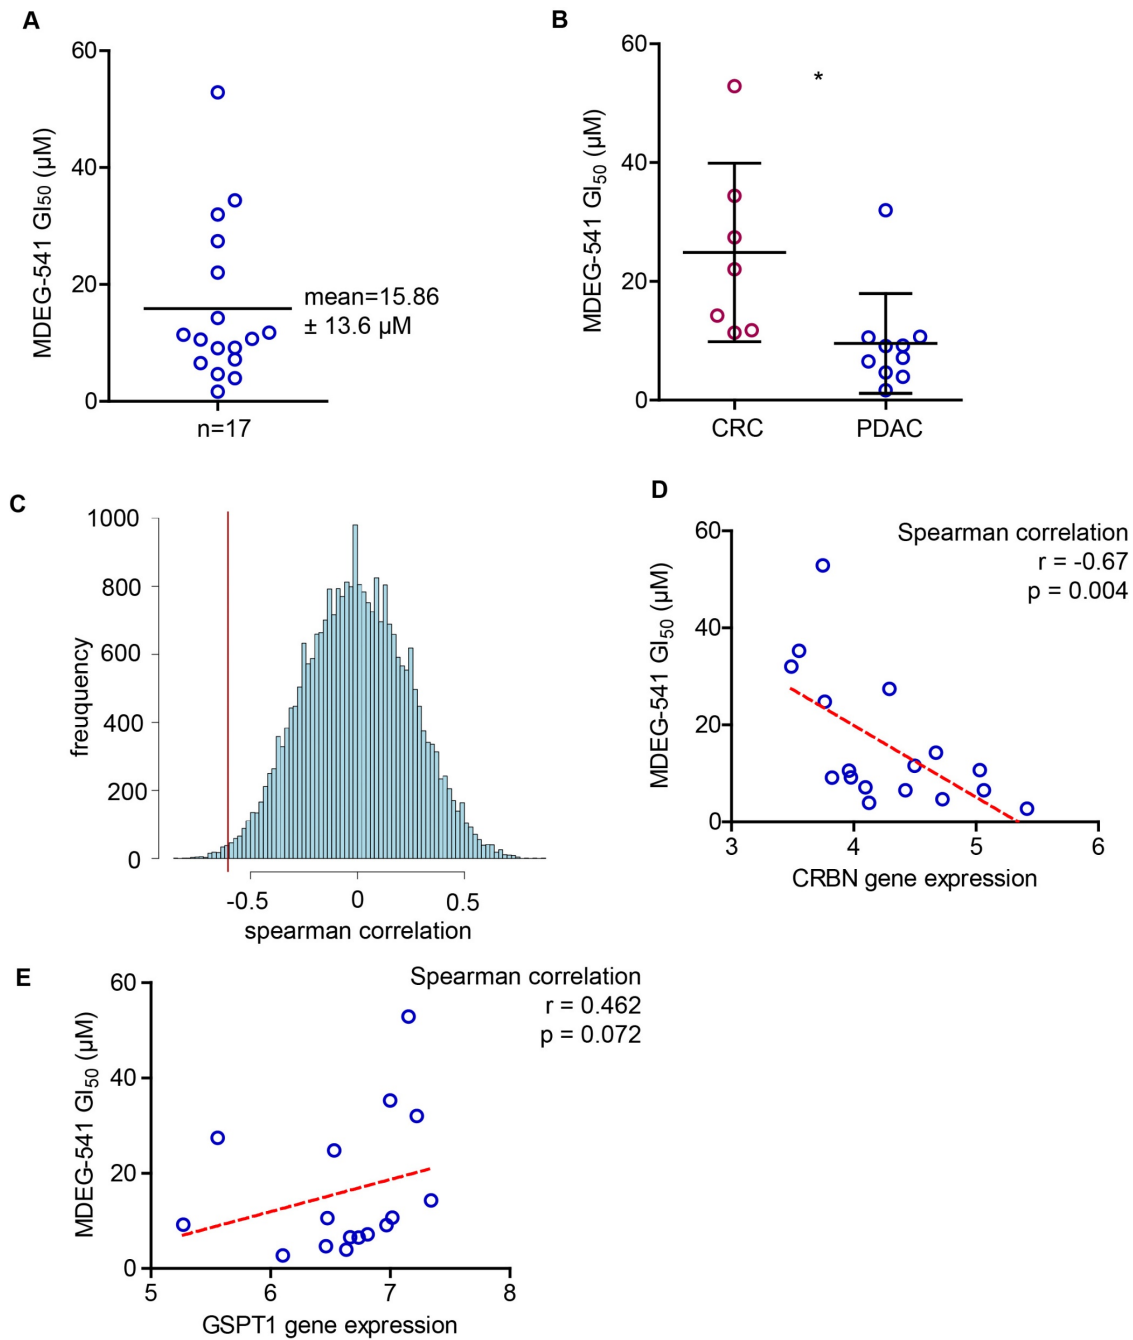 A
60
40
20
0
MDEG-541 GI50 (µM)
mean=15.86
± 13.6 µM
n=17
B
60
40
20
0
MDEG-541 GI50 (µM)
*
CRC
PDAC
C
1000
800
600
400
200
0
freuquency
-0.5
0
0.5
spearman correlation
D
60
40
20
0
MDEG-541 GI50 (µM)
Spearman correlation
r = -0.67
p = 0.004
3
4
5
6
CRBN gene expression
E
60
40
20
0
MDEG-541 GI50 (µM)
Spearman correlation
r = 0.462
p = 0.072
5
6
7
8
GSPT1 gene expression